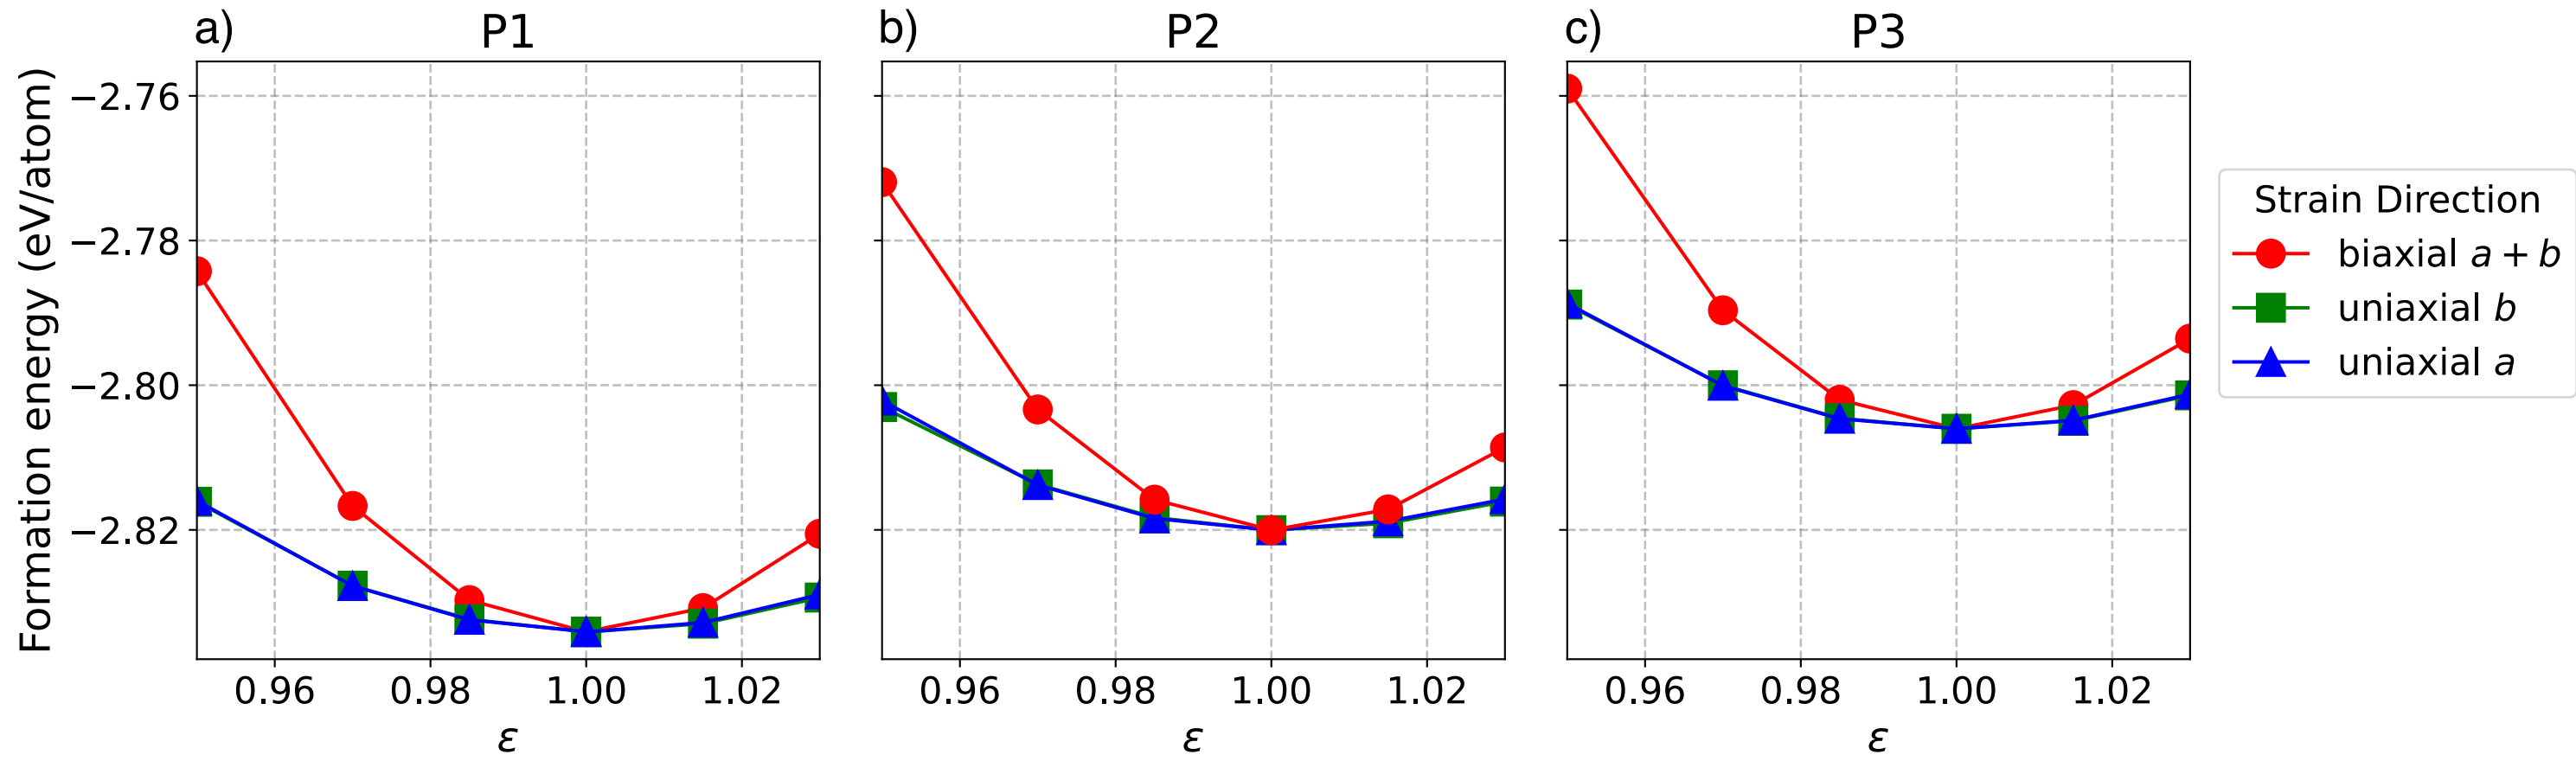 a) P1
b) P2
c) P3
Formation energy (eV/atom)
−2.76
−2.78
−2.80
−2.82
0.96 0.98 1.00 1.02
0.96 0.98 1.00 1.02
0.96 0.98 1.00 1.02
ε
ε
ε
Strain Direction
biaxial a + b
uniaxial b
uniaxial a